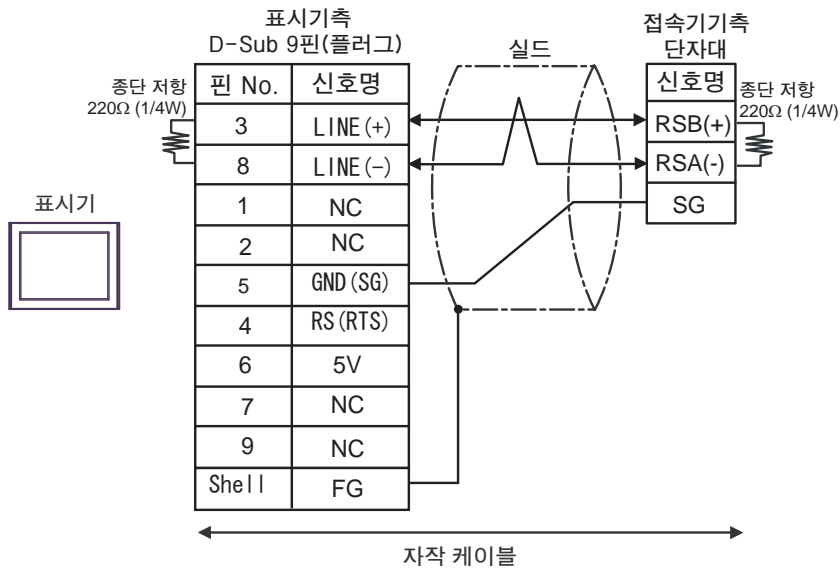 표시기측
D-Sub 9핀(플러그)
실드
접속기기측
단자대
종단 저항
220Ω (1/4W)
핀 No.
신호명
신호명
종단 저항
220Ω (1/4W)
3
LINE(+)
RSB(+)
8
LINE(-)
RSA(-)
표시기
1
NC
SG
2
NC
5
GND(SG)
4
RS(RTS)
6
5V
7
NC
9
NC
Shell
FG
자작 케이블